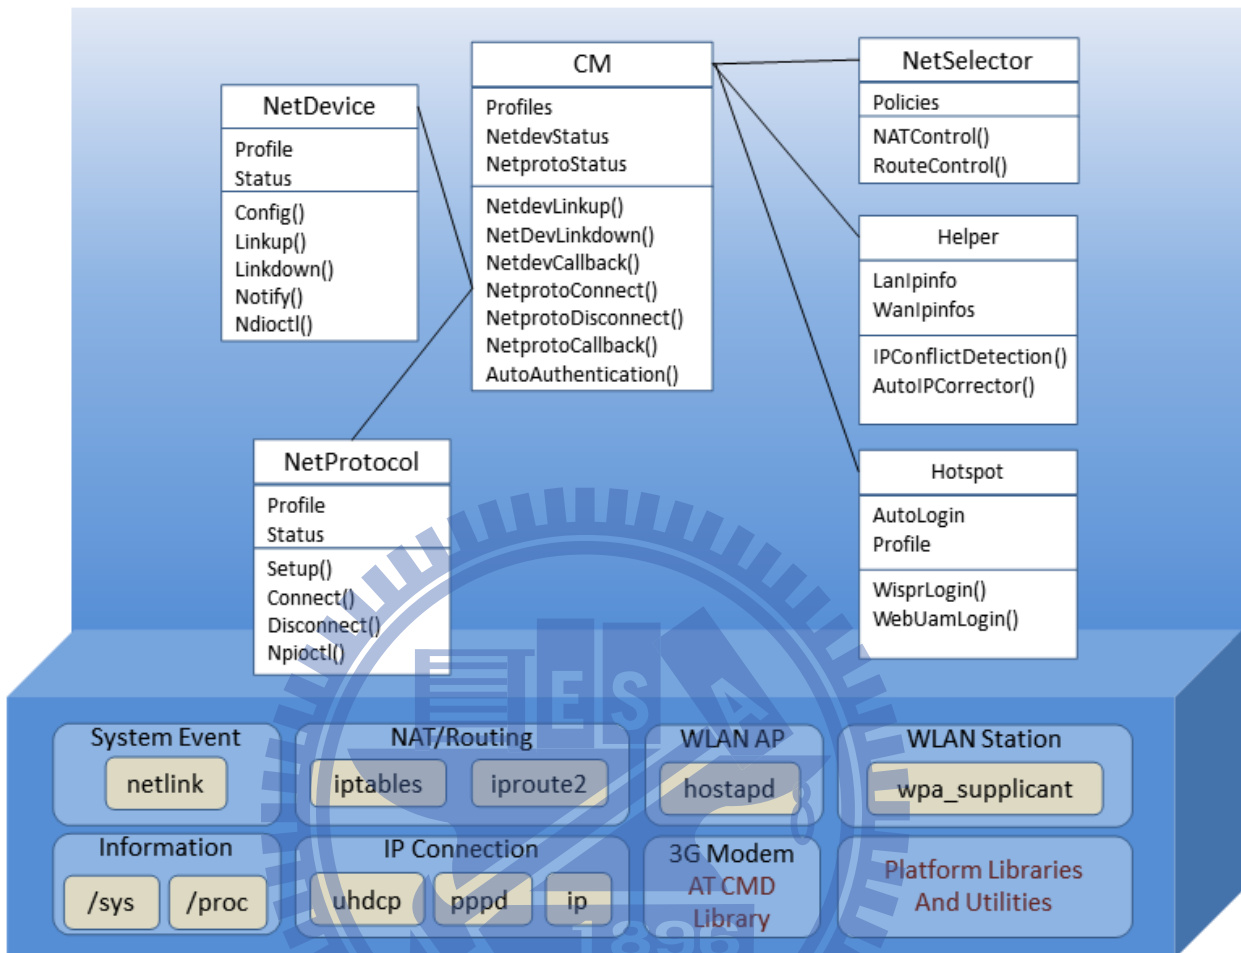 CM
Profiles
NetdevStatus
NetprotoStatus
NetdevLinkup()
NetDevLinkdown()
NetdevCallback()
NetprotoConnect()
NetprotoDisconnect()
NetprotoCallback()
AutoAuthentication()
NetDevice
Profile
Status
Config()
Linkup()
Linkdown()
Notify()
Ndioctl()
NetProtocol
Profile
Status
Setup()
Connect()
Disconnect()
Npioctl()
NetSelector
Policies
NATControl()
RouteControl()
Helper
LanIpinfo
WanIpinfos
IPConflictDetection()
AutoIPCorrector()
Hotspot
AutoLogin
Profile
WisprLogin()
WebUamLogin()
System Event
netlink
NAT/Routing
iptables
iproute2
WLAN AP
hostapd
WLAN Station
wpa_supplicant
Information
/sys
/proc
IP Connection
uhdcp
pppd
ip
3G Modem
AT CMD
Library
Platform Libraries
And Utilities
E S A
1896